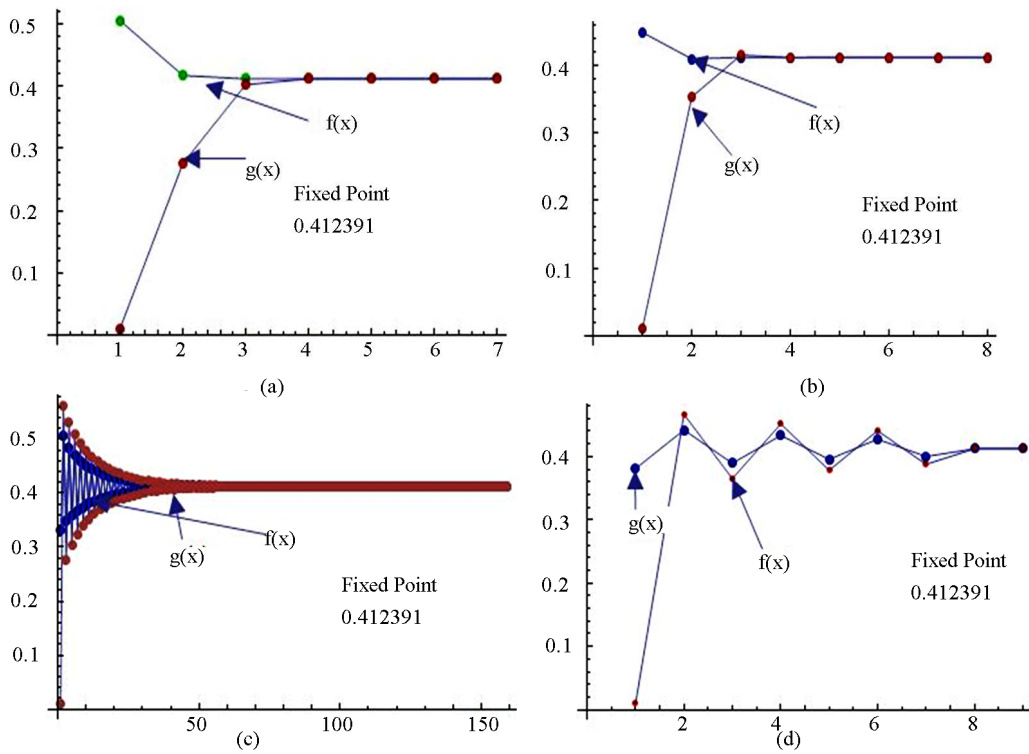 0.5
0.4
0.3
0.2
0.1
f(x)
g(x)
Fixed Point
0.412391
1 2 3 4 5 6 7
(a)
0.4
0.3
0.2
0.1
f(x)
g(x)
Fixed Point
0.412391
2 4 6 8
(b)
0.5
0.4
0.3
0.2
0.1
f(x)
g(x)
Fixed Point
0.412391
50 100 150
(c)
0.4
0.3
0.2
0.1
g(x)
f(x)
Fixed Point
0.412391
2 4 6 8
(d)